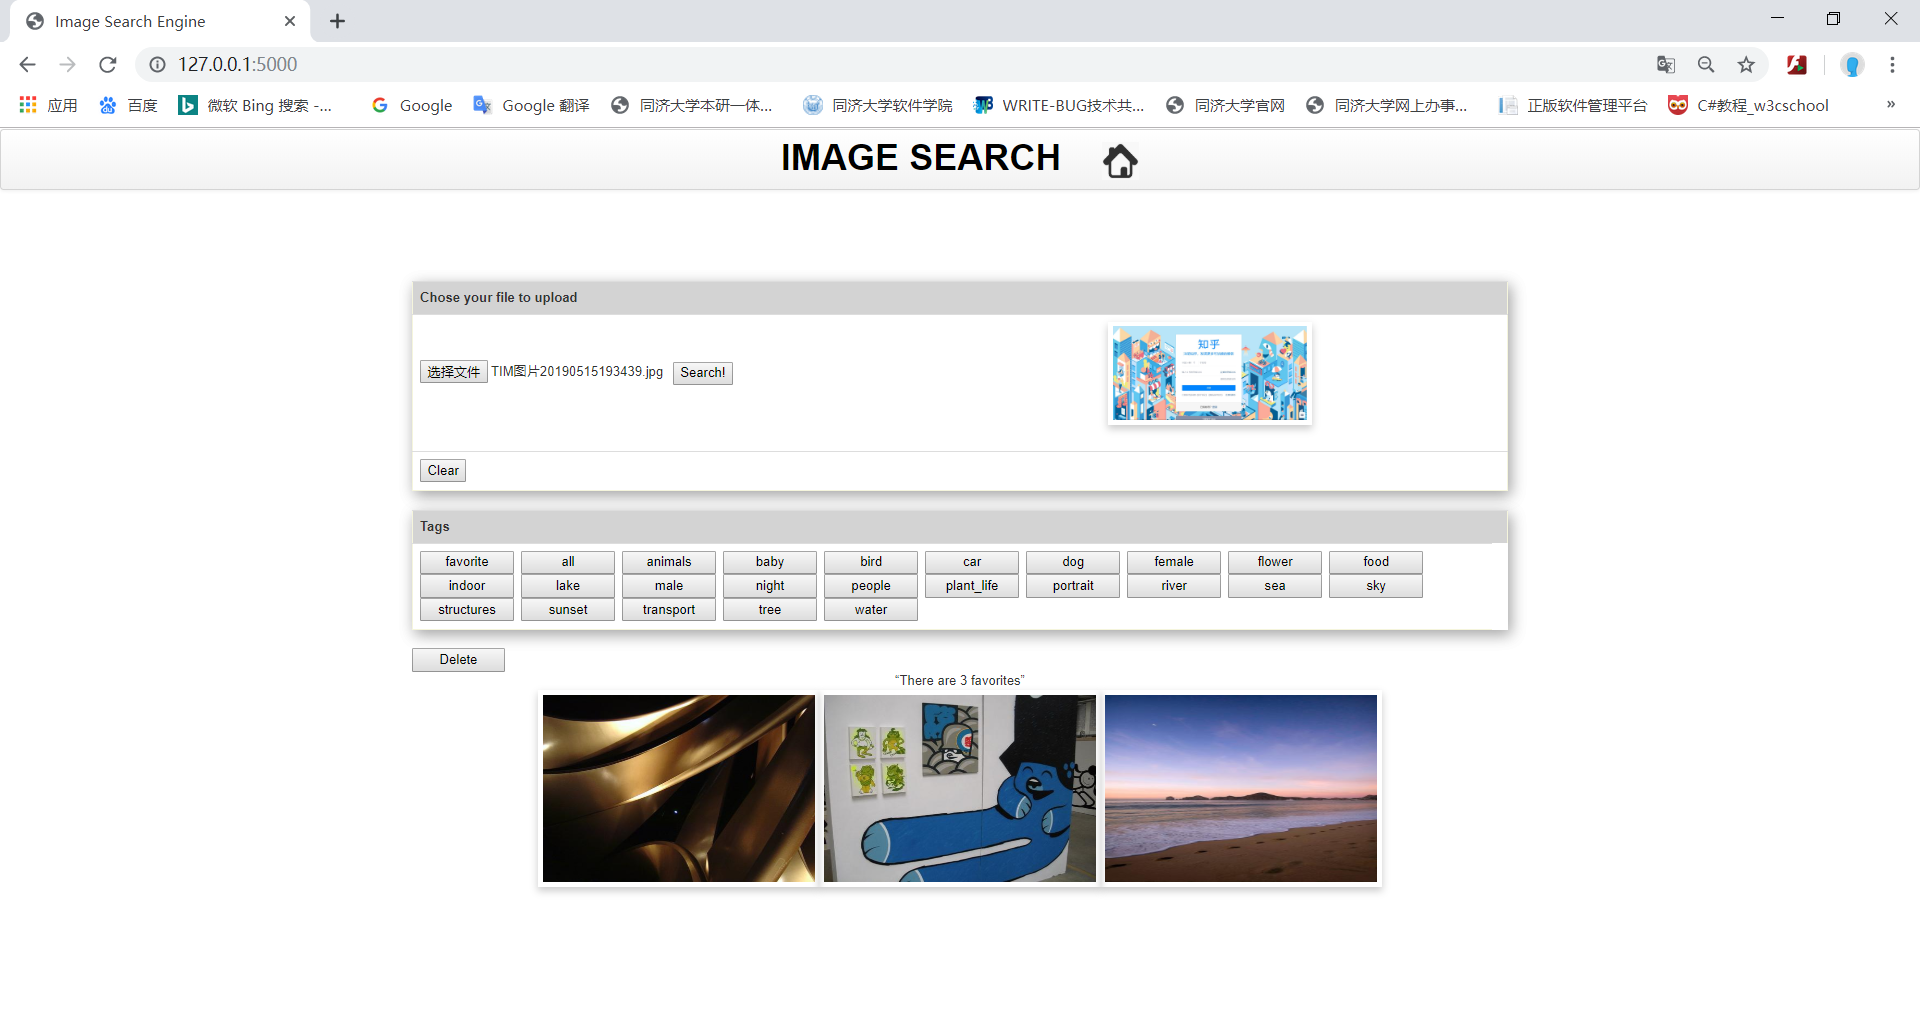 Image Search Engine
127.0.0.1:5000
应用 百度 微软 Bing 搜索 -... Google Google 翻译 同济大学本研一体... 同济大学软件学院 WRITE-BUG技术共... 同济大学官网 同济大学网上办事... 正版软件管理平台 C#教程_w3cschool »
IMAGE SEARCH
Chose your file to upload
知乎
选择文件 TIM图片20190515193439.jpg Search!
Clear
Tags
favorite all animals baby bird car dog female flower food
indoor lake male night people plant_life portrait river sea sky
structures sunset transport tree water
Delete
“There are 3 favorites”